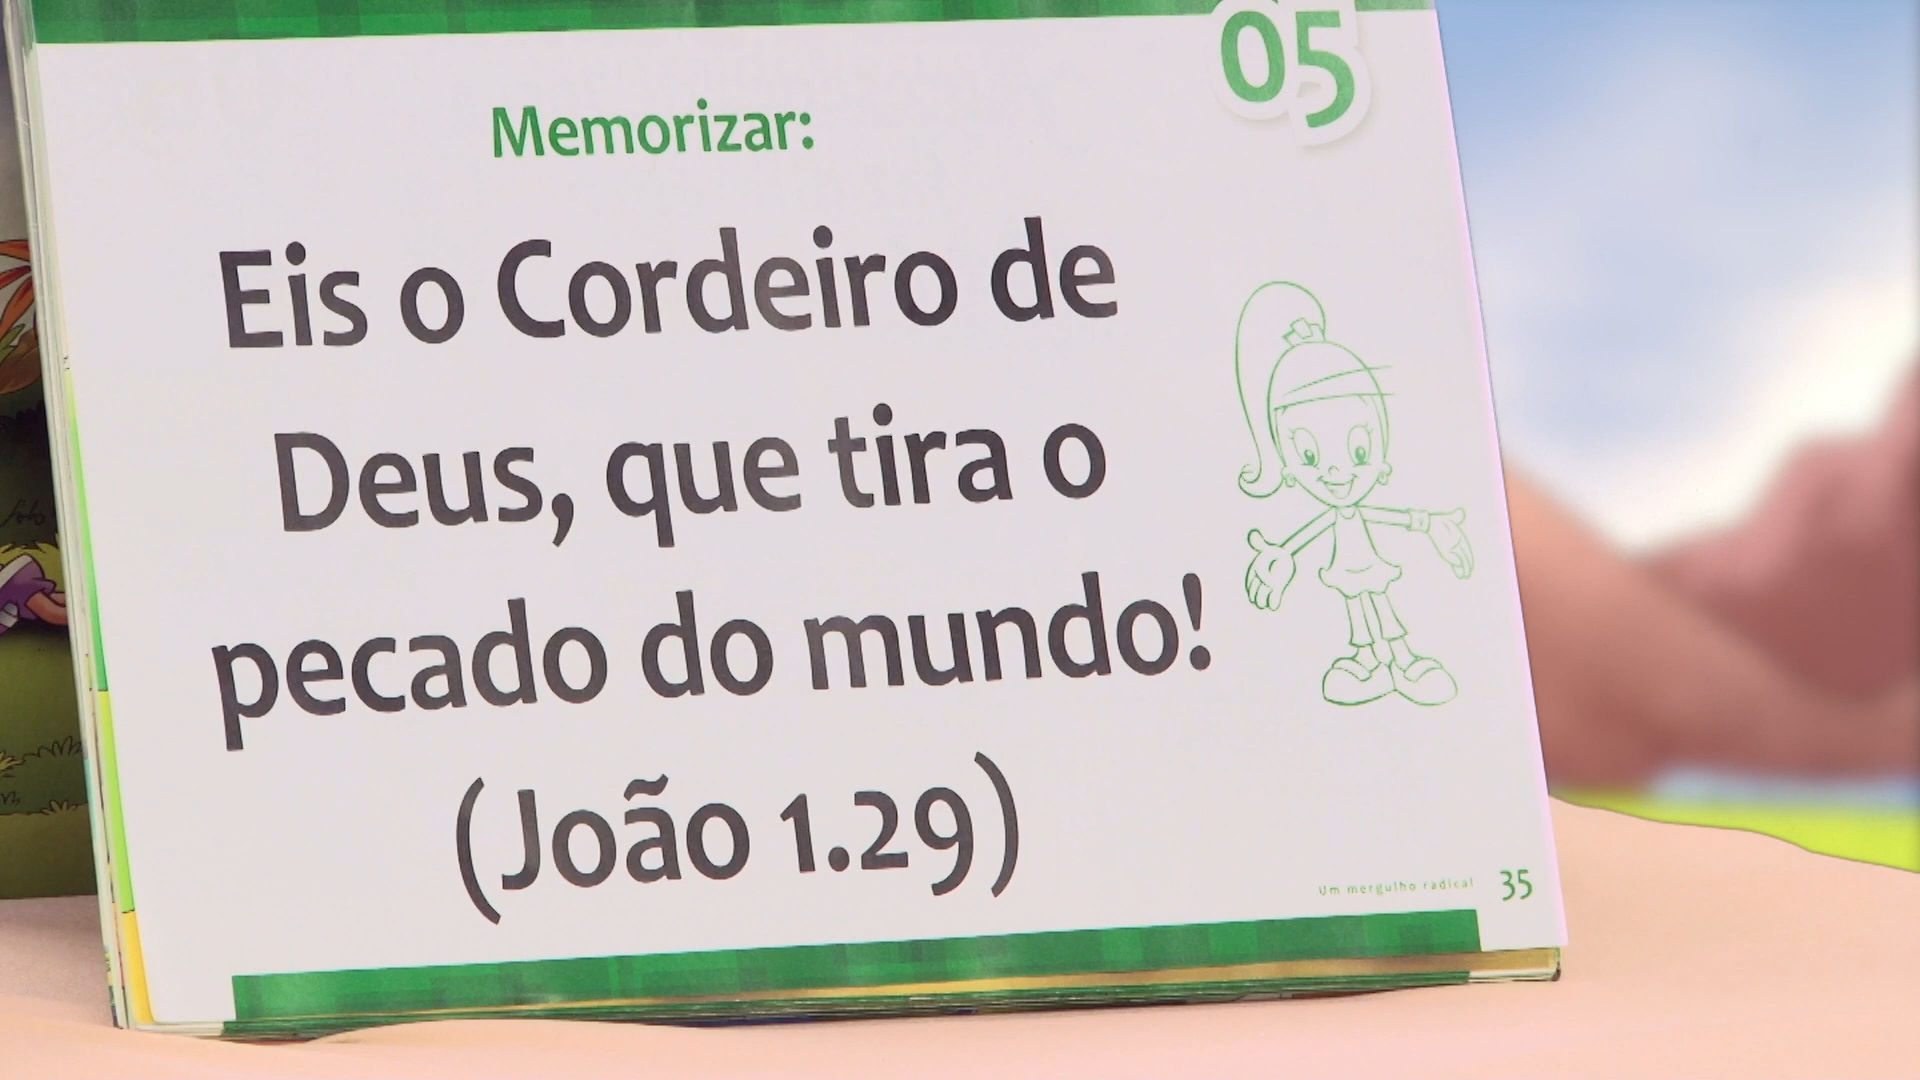 05
Memorizar:
Eis o Cordeiro de
Deus, que tira o
pecado do mundo!
(João 1.29)
Um mergulho radical 35